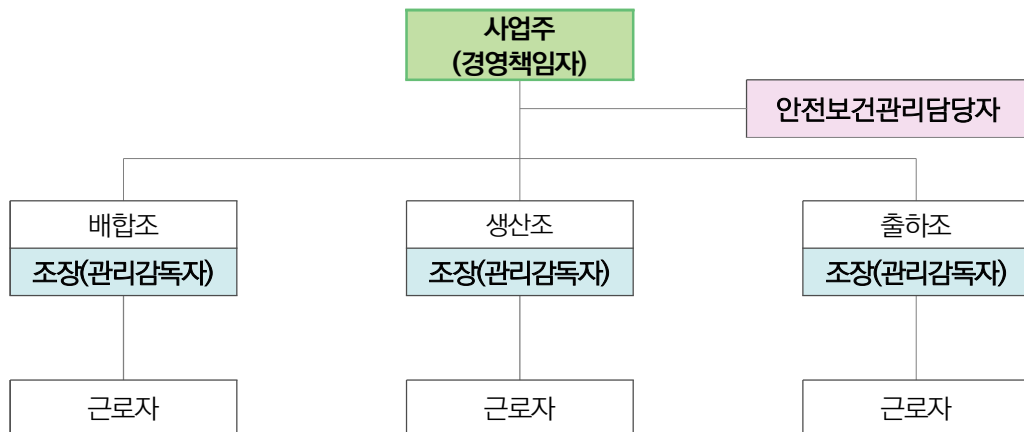 사업주
(경영책임자)
안전보건관리담당자
배합조
조장(관리감독자)
생산조
조장(관리감독자)
출하조
조장(관리감독자)
근로자
근로자
근로자